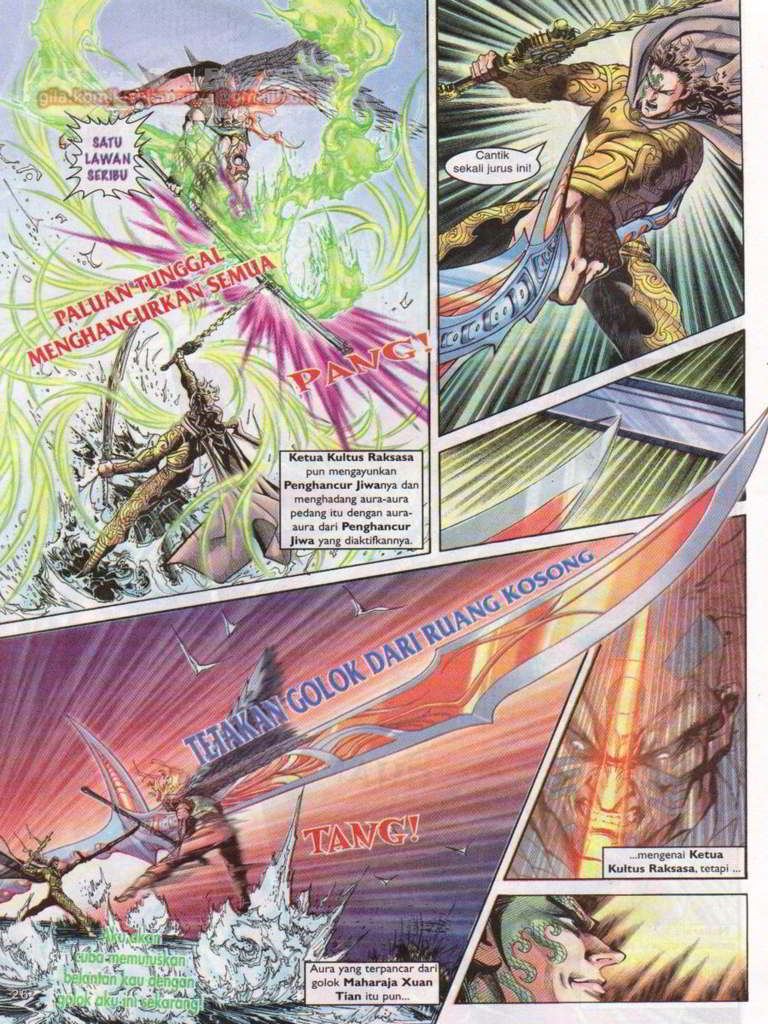 SATU
LAWAN
SERIBU
PALUAN TUNGGAL
MENGHANCURKAN SEMUA
PANG!
Ketua Kultus Raksasa
pun mengayunkan
Penghancur Jiwanya dan
menghadang aura-aura
pedang itu dengan aura-
aura dari Penghancur
Jiwa yang diaktifkannya.
Cantik
sekali jurus ini!
TETAKAN GOLOK DARI RUANG KOSONG
TANG!
Aku akan
cuba memutuskan
belantan kau dengan
golok aku ini sekarang!
Aura yang terpancar dari
golok Maharaja Xuan
Tian itu pun...
...mengenai Ketua
Kultus Raksasa, tetapi ...
26